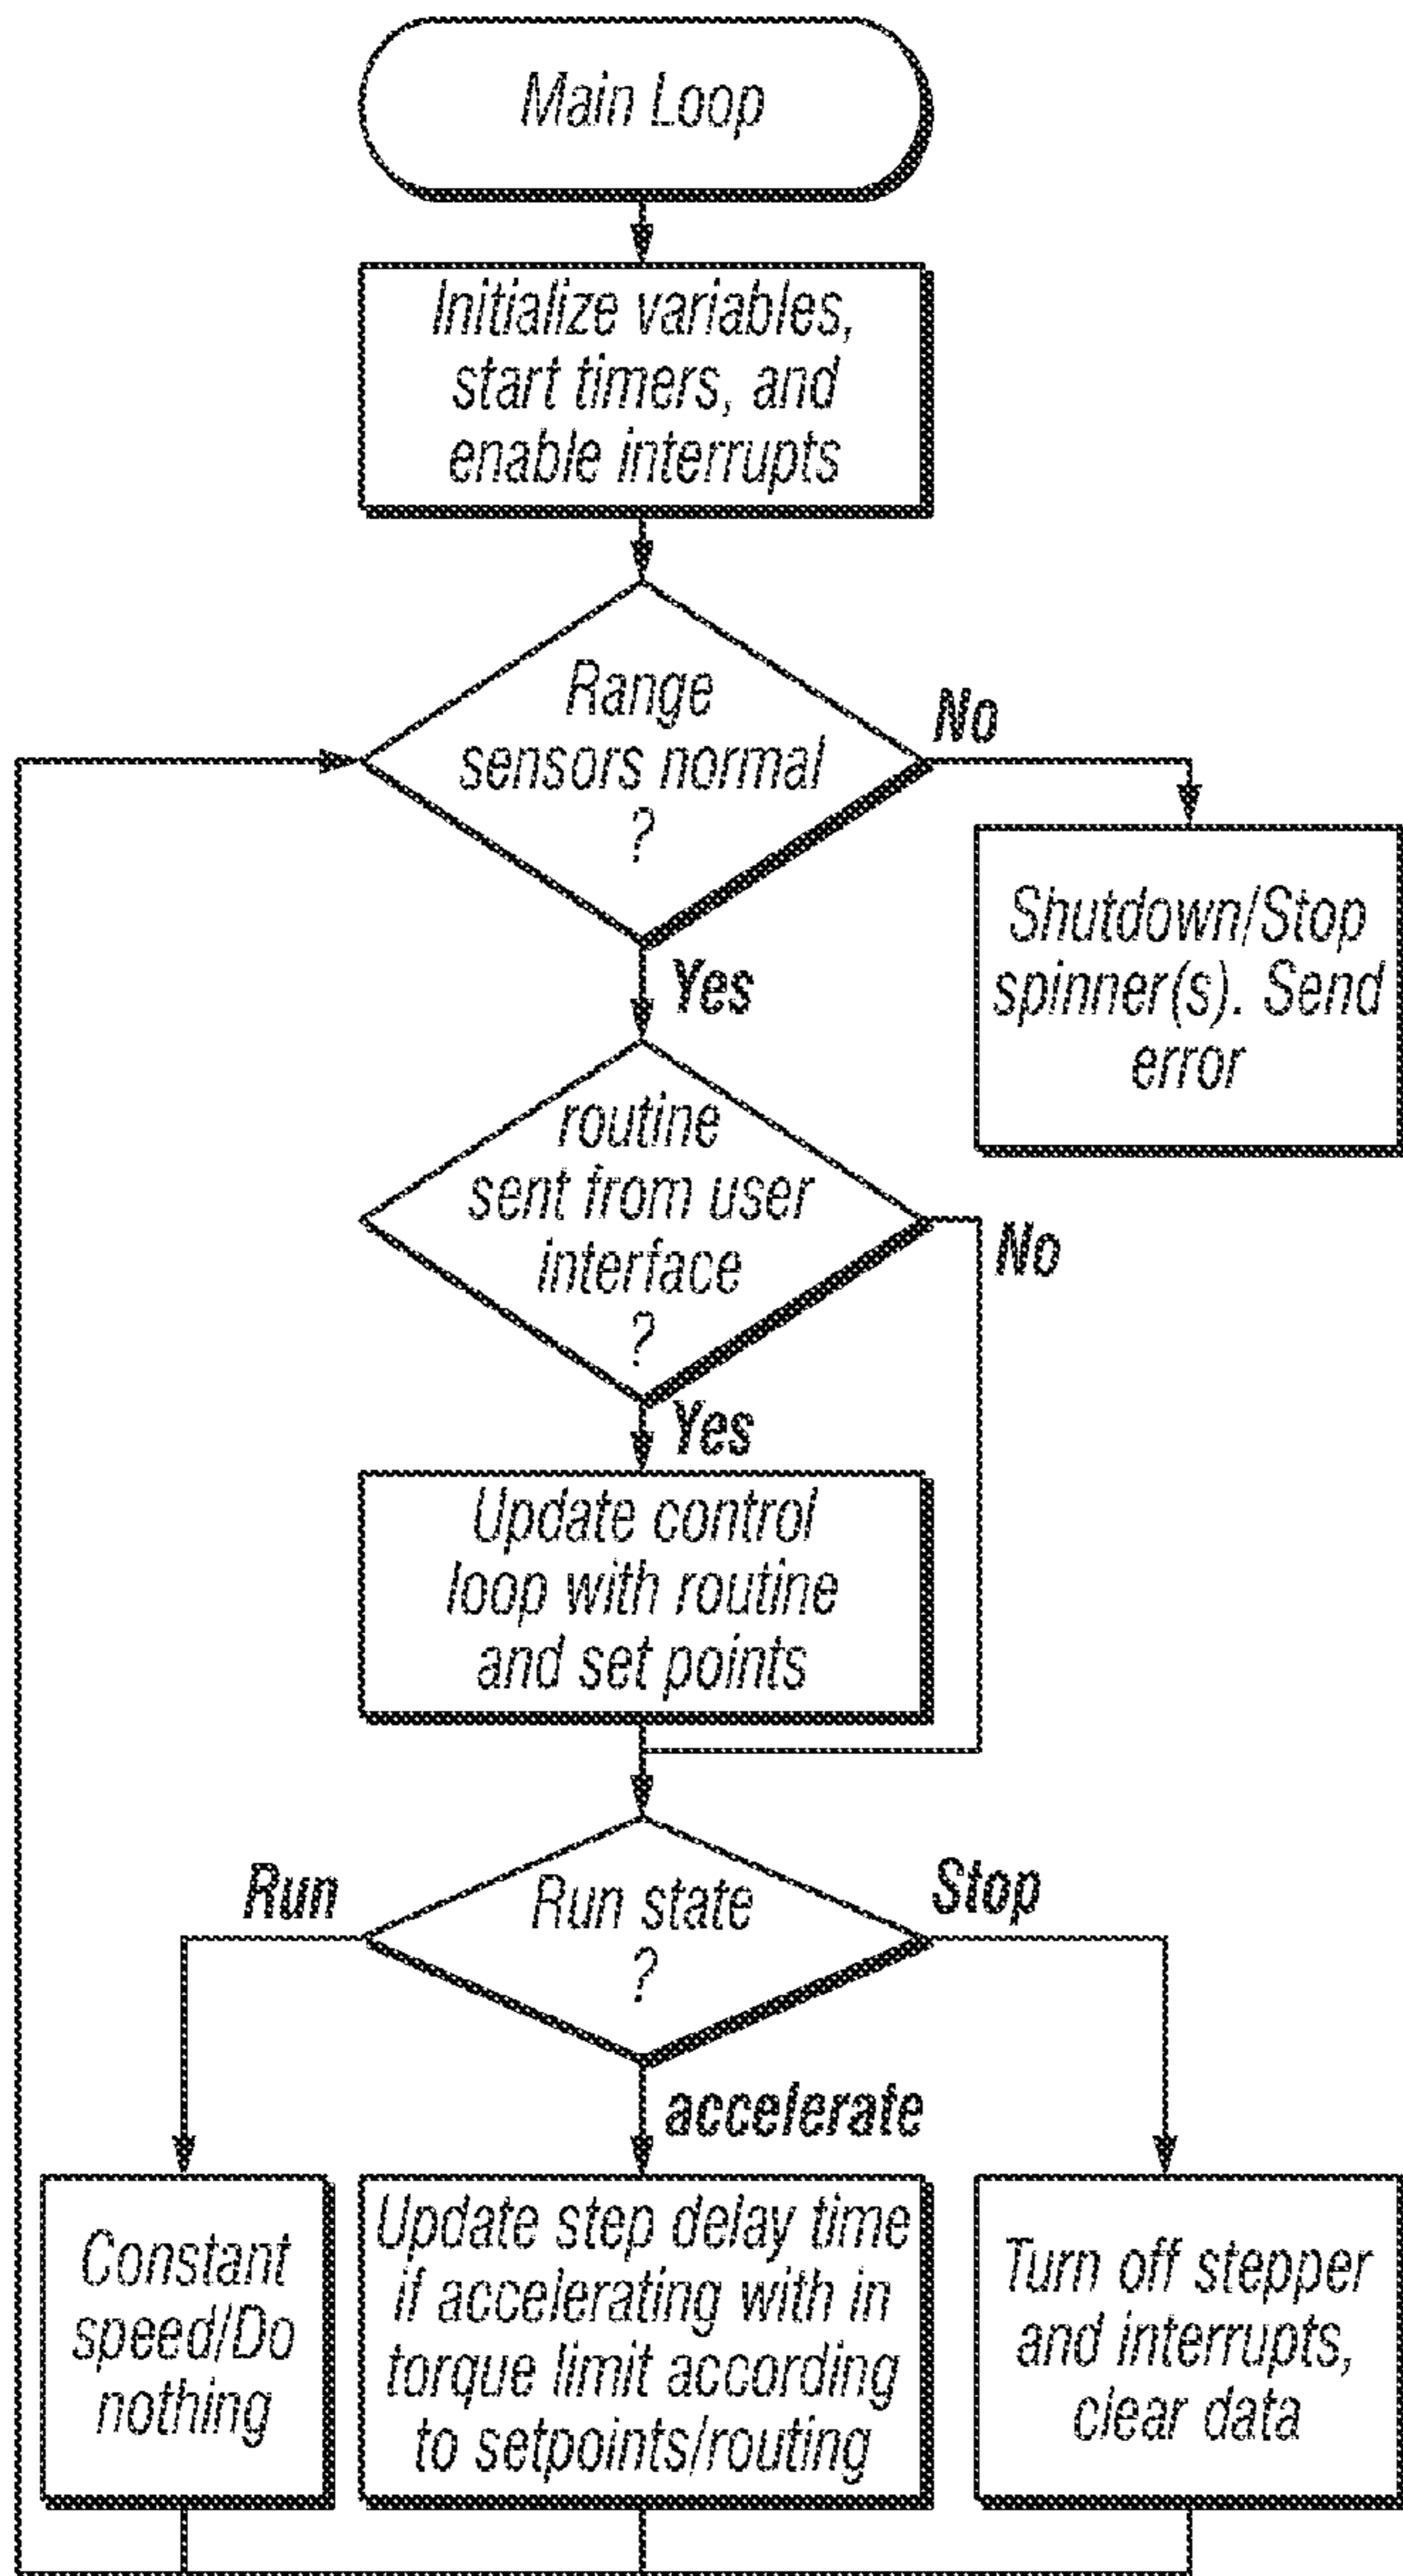 Main Loop
Initialize variables,
start timers, and
enable interrupts
Range
sensors normal
?
No
Shutdown/Stop
spinner(s). Send
error
Yes
routine
sent from user
interface
?
No
Yes
Update control
loop with routine
and set points
Run state
?
Run
Stop
accelerate
Constant
speed/Do
nothing
Update step delay time
if accelerating with in
torque limit according
to setpoints/routing
Turn off stepper
and interrupts,
clear data